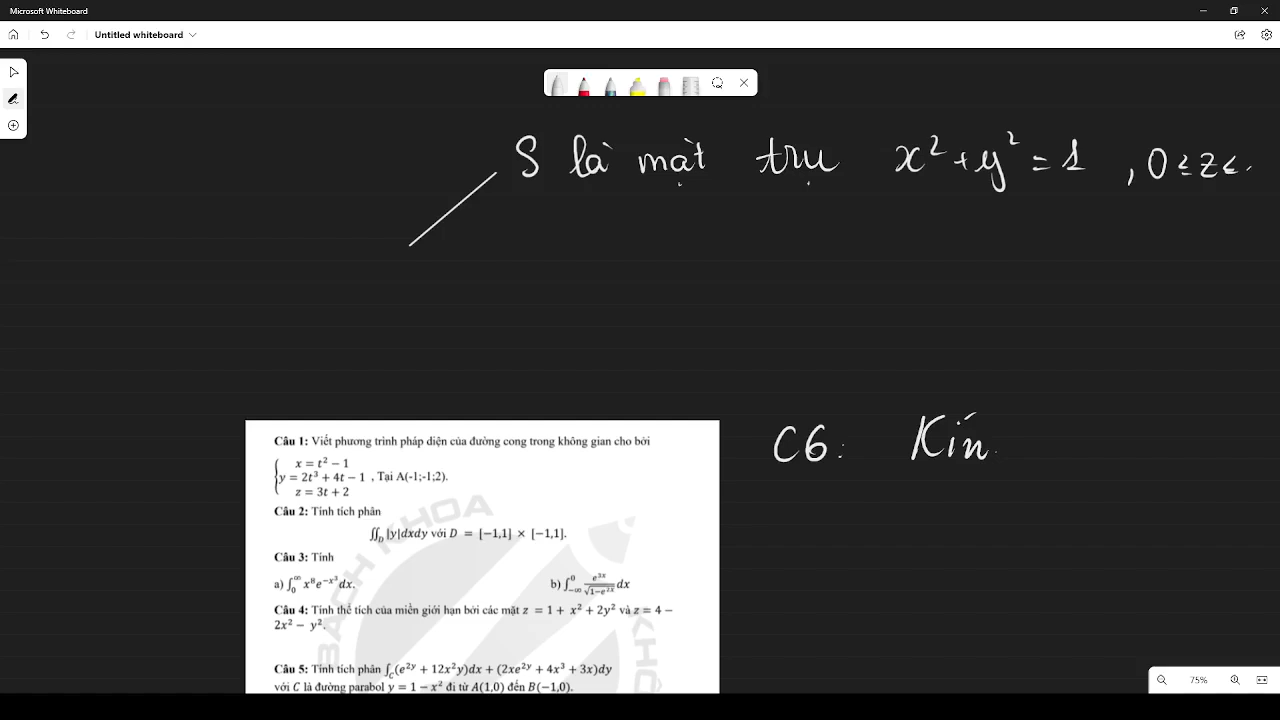 Microsoft Whiteboard
Untitled whiteboard
S là mặt trụ x² + y² = 1 , 0 ≤ z ≤
C6: Kín
Câu 1: Viết phương trình pháp diện của đường cong trong không gian cho bởi
x = t² − 1
y = 2t³ + 4t − 1 , Tại A(-1;-1;2).
z = 3t + 2
Câu 2: Tính tích phân
∬_D |y|dxdy với D = [−1,1] × [−1,1].
Câu 3: Tính
a) ∫₀^∞ x⁸e^(−x³)dx. b) ∫_(−∞)^0 e^(3x)/√(1−e^(2x)) dx
Câu 4: Tính thể tích của miền giới hạn bởi các mặt z = 1 + x² + 2y² và z = 4 −
2x² − y².
Câu 5: Tính tích phân ∫_C(e^(2y) + 12x²y)dx + (2xe^(2y) + 4x³ + 3x)dy
với C là đường parabol y = 1 − x² đi từ A(1,0) đến B(−1,0).
BÁCH KHOA
75%